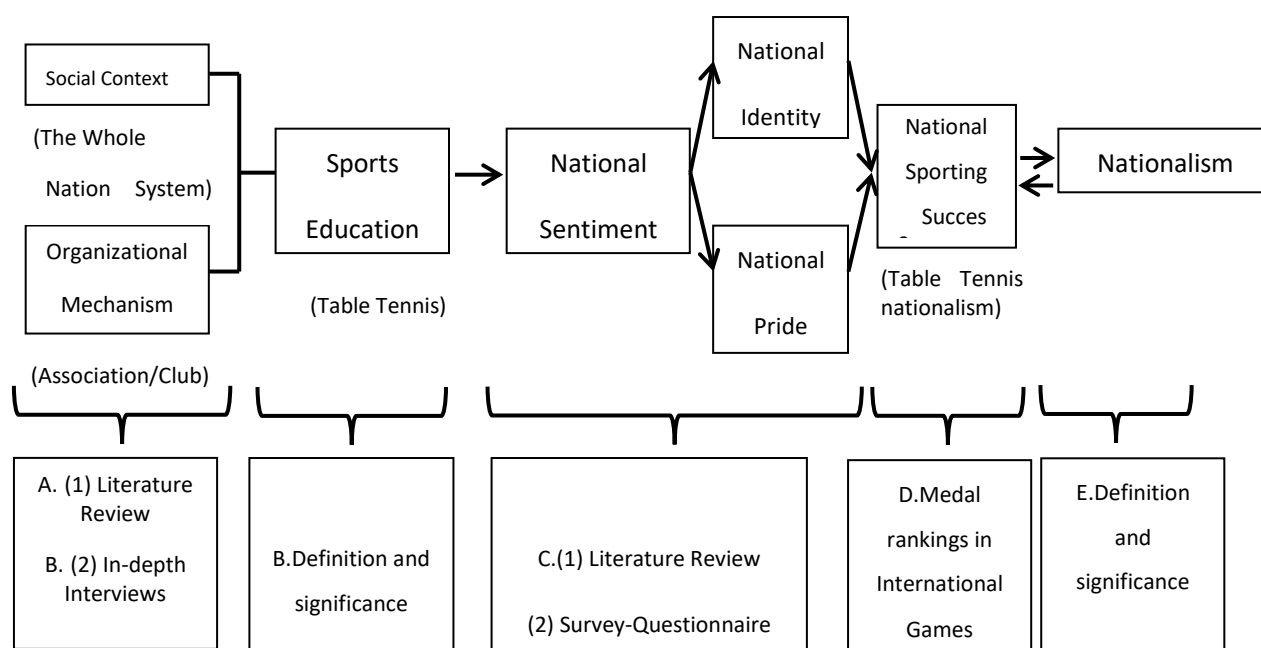 Social Context
(The Whole
Nation System)
Organizational
Mechanism
(Association/Club)
Sports
Education
(Table Tennis)
National
Sentiment
National
Identity
National
Pride
National
Sporting
Succes
(Table Tennis
nationalism)
Nationalism
A. (1) Literature
Review
B. (2) In-depth
Interviews
B.Definition and
significance
C.(1) Literature Review
(2) Survey-Questionnaire
D.Medal
rankings in
International
Games
E.Definition
and
significance